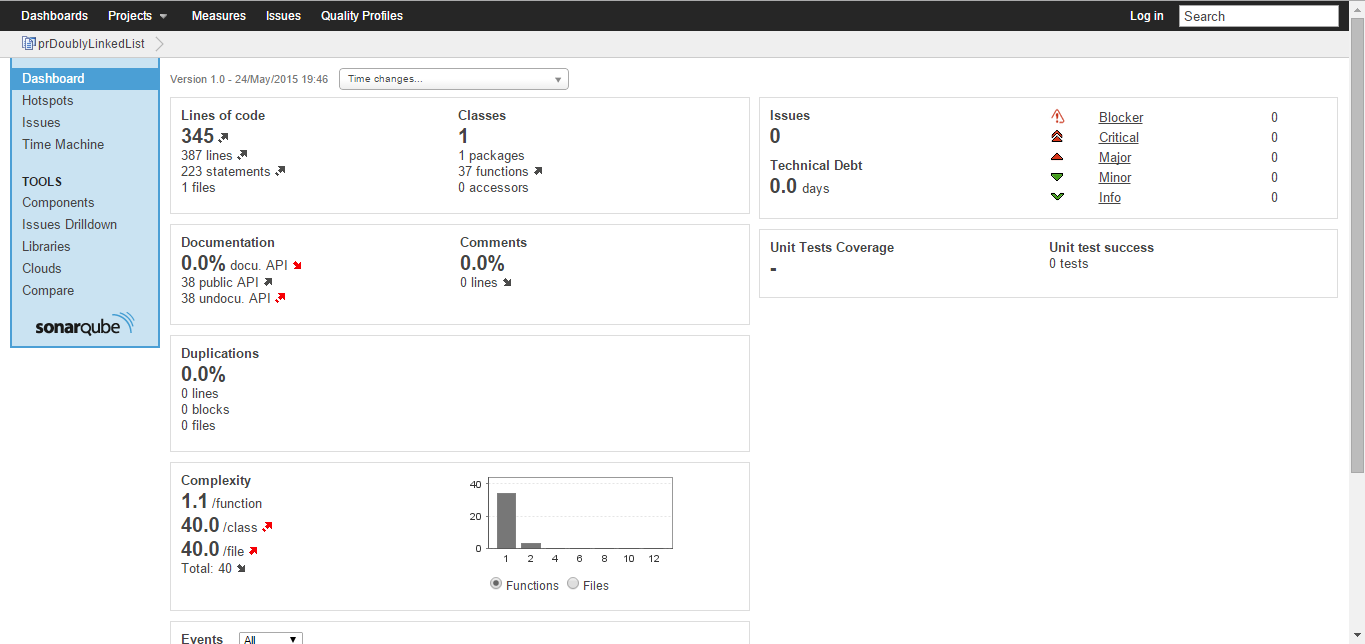 Dashboards Projects Measures Issues Quality Profiles Log in Search
prDoublyLinkedList
Dashboard
Hotspots
Issues
Time Machine
TOOLS
Components
Issues Drilldown
Libraries
Clouds
Compare
sonarqube
Version 1.0 - 24/May/2015 19:46 Time changes...
Lines of code
345
387 lines
223 statements
1 files
Classes
1
1 packages
37 functions
0 accessors
Documentation
0.0% docu. API
38 public API
38 undocu. API
Comments
0.0%
0 lines
Duplications
0.0%
0 lines
0 blocks
0 files
Complexity
1.1 /function
40.0 /class
40.0 /file
Total: 40
40
20
0
1 2 4 6 8 10 12
Functions Files
Events All
Issues
0
Technical Debt
0.0 days
Blocker 0
Critical 0
Major 0
Minor 0
Info 0
Unit Tests Coverage
-
Unit test success
0 tests